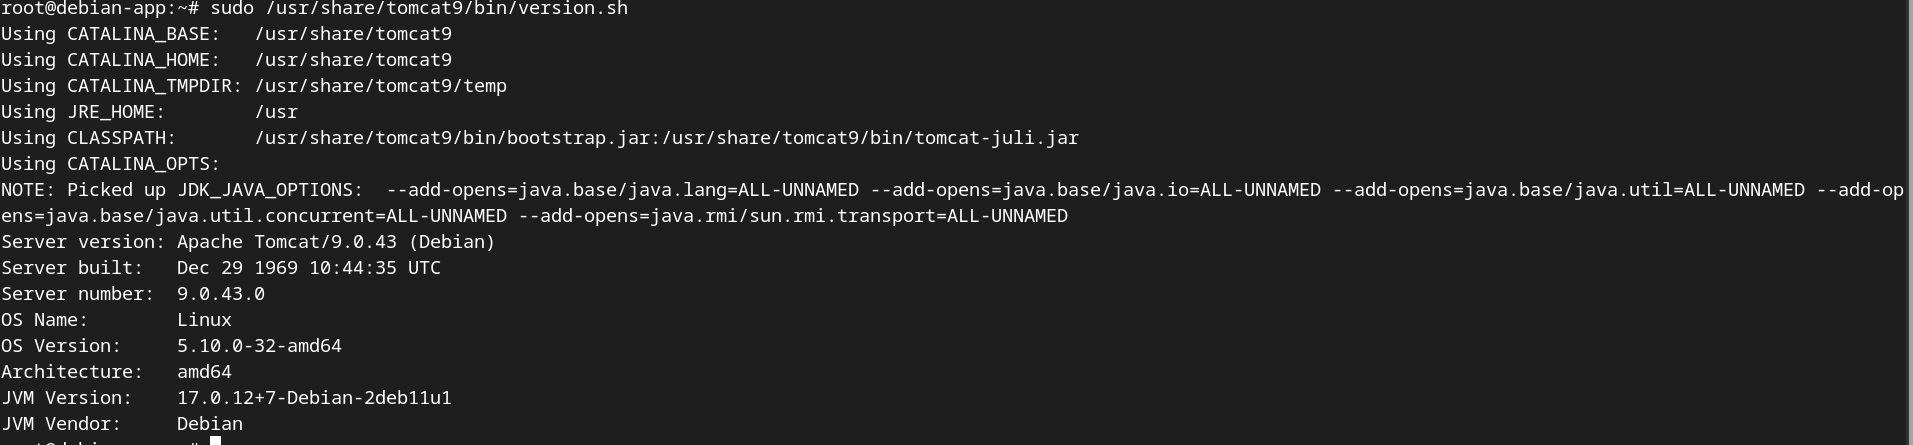 root@debian-app:~# sudo /usr/share/tomcat9/bin/version.sh
Using CATALINA_BASE:   /usr/share/tomcat9
Using CATALINA_HOME:   /usr/share/tomcat9
Using CATALINA_TMPDIR: /usr/share/tomcat9/temp
Using JRE_HOME:        /usr
Using CLASSPATH:       /usr/share/tomcat9/bin/bootstrap.jar:/usr/share/tomcat9/bin/tomcat-juli.jar
Using CATALINA_OPTS:
NOTE: Picked up JDK_JAVA_OPTIONS:  --add-opens=java.base/java.lang=ALL-UNNAMED --add-opens=java.base/java.io=ALL-UNNAMED --add-opens=java.base/java.util=ALL-UNNAMED --add-op
ens=java.base/java.util.concurrent=ALL-UNNAMED --add-opens=java.rmi/sun.rmi.transport=ALL-UNNAMED
Server version: Apache Tomcat/9.0.43 (Debian)
Server built:   Dec 29 1969 10:44:35 UTC
Server number:  9.0.43.0
OS Name:        Linux
OS Version:     5.10.0-32-amd64
Architecture:   amd64
JVM Version:    17.0.12+7-Debian-2deb11u1
JVM Vendor:     Debian